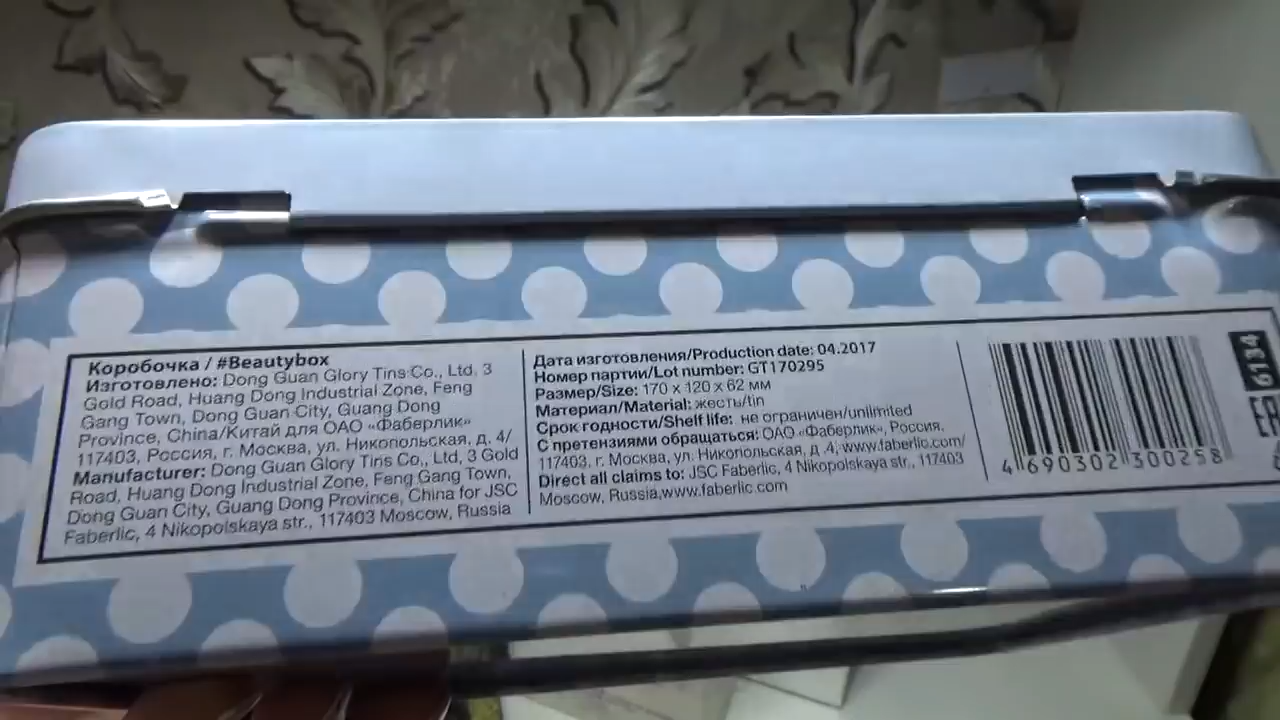 Коробочка / #Beautybox
Изготовлено: Dong Guan Glory Tins Co., Ltd. 3
Gold Road, Huang Dong Industrial Zone, Feng
Gang Town, Dong Guan City, Guang Dong
Province, China/Китай для ОАО «Фаберлик»
117403, Россия, г. Москва, ул. Никопольская, д. 4/
Manufacturer: Dong Guan Glory Tins Co., Ltd, 3 Gold
Road, Huang Dong Industrial Zone, Feng Gang Town,
Dong Guan City, Guang Dong Province, China for JSC
Faberlic, 4 Nikopolskaya str., 117403 Moscow, Russia
Дата изготовления/Production date: 04.2017
Номер партии/Lot number: GT170295
Размер/Size: 170 x 120 x 62 мм
Материал/Material: жесть/tin
Срок годности/Shelf life: не ограничен/unlimited
С претензиями обращаться: ОАО «Фаберлик», Россия.
117403, г. Москва, ул. Никопольская, д 4; www.faberlic.com/
Direct all claims to: JSC Faberlic, 4 Nikopolskaya str., 117403
Moscow, Russia,www.faberlic.com
4 690302 300258
6134